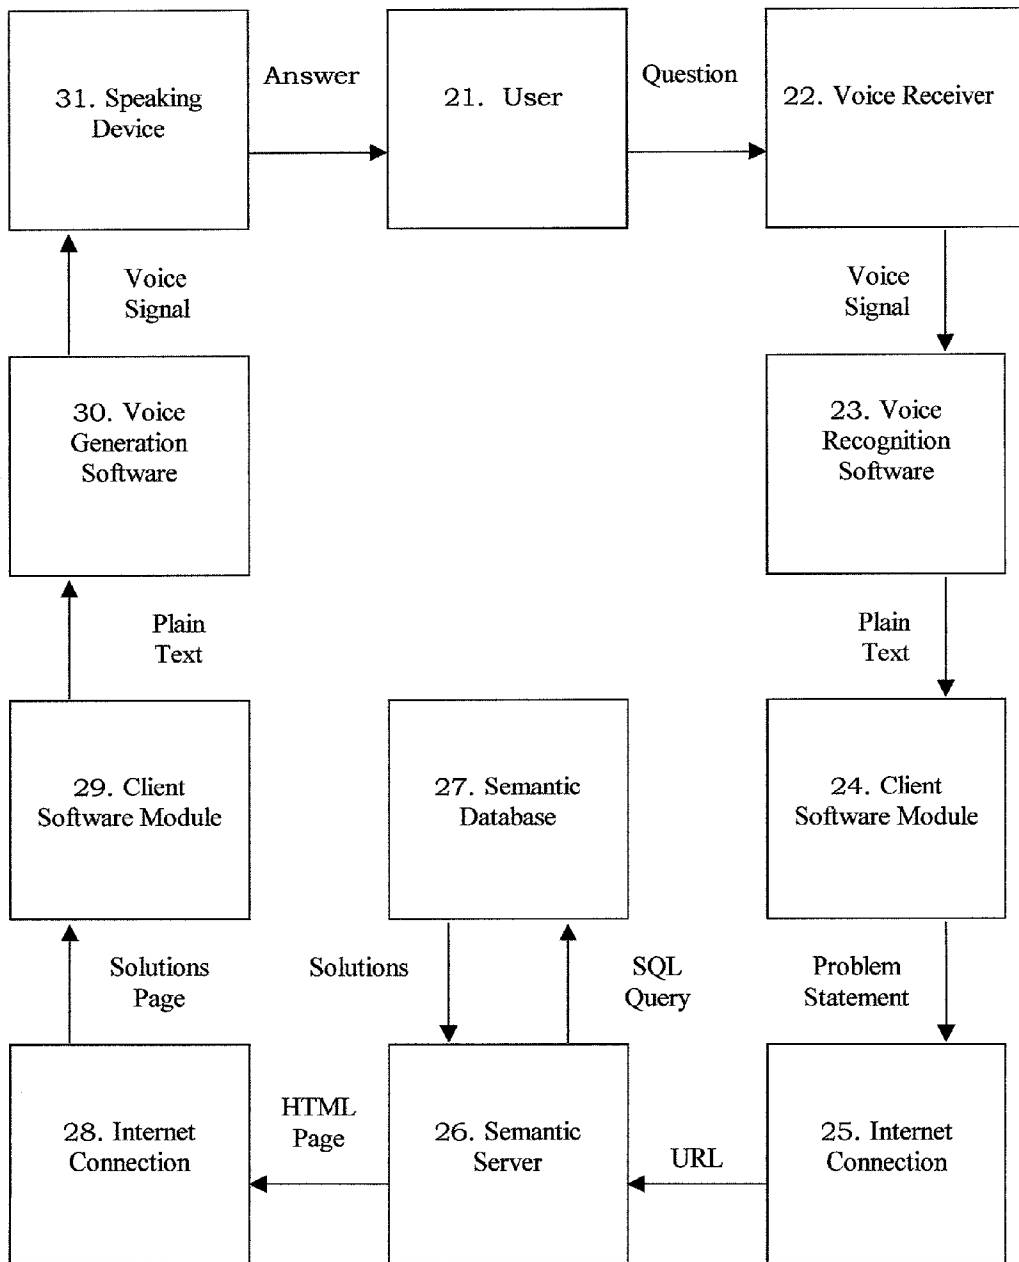 31. Speaking
Device
Answer
21. User
Question
22. Voice Receiver
Voice
Signal
Voice
Signal
30. Voice
Generation
Software
23. Voice
Recognition
Software
Plain
Text
Plain
Text
29. Client
Software Module
27. Semantic
Database
24. Client
Software Module
Solutions
Page
Solutions
SQL
Query
Problem
Statement
28. Internet
Connection
HTML
Page
26. Semantic
Server
URL
25. Internet
Connection